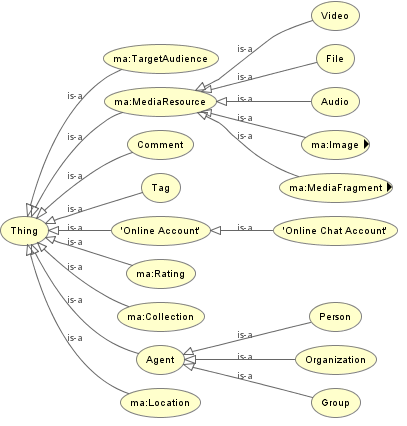 Video
is-a
ma:TargetAudience
is-a
File
is-a
ma:MediaResource
is-a
Audio
is-a
is-a
Comment
is-a
ma:Image
is-a
is-a
Tag
ma:MediaFragment
is-a
Thing
is-a
'Online Account'
is-a
'Online Chat Account'
is-a
ma:Rating
is-a
ma:Collection
is-a
Person
is-a
is-a
Agent
is-a
Organization
is-a
is-a
ma:Location
Group